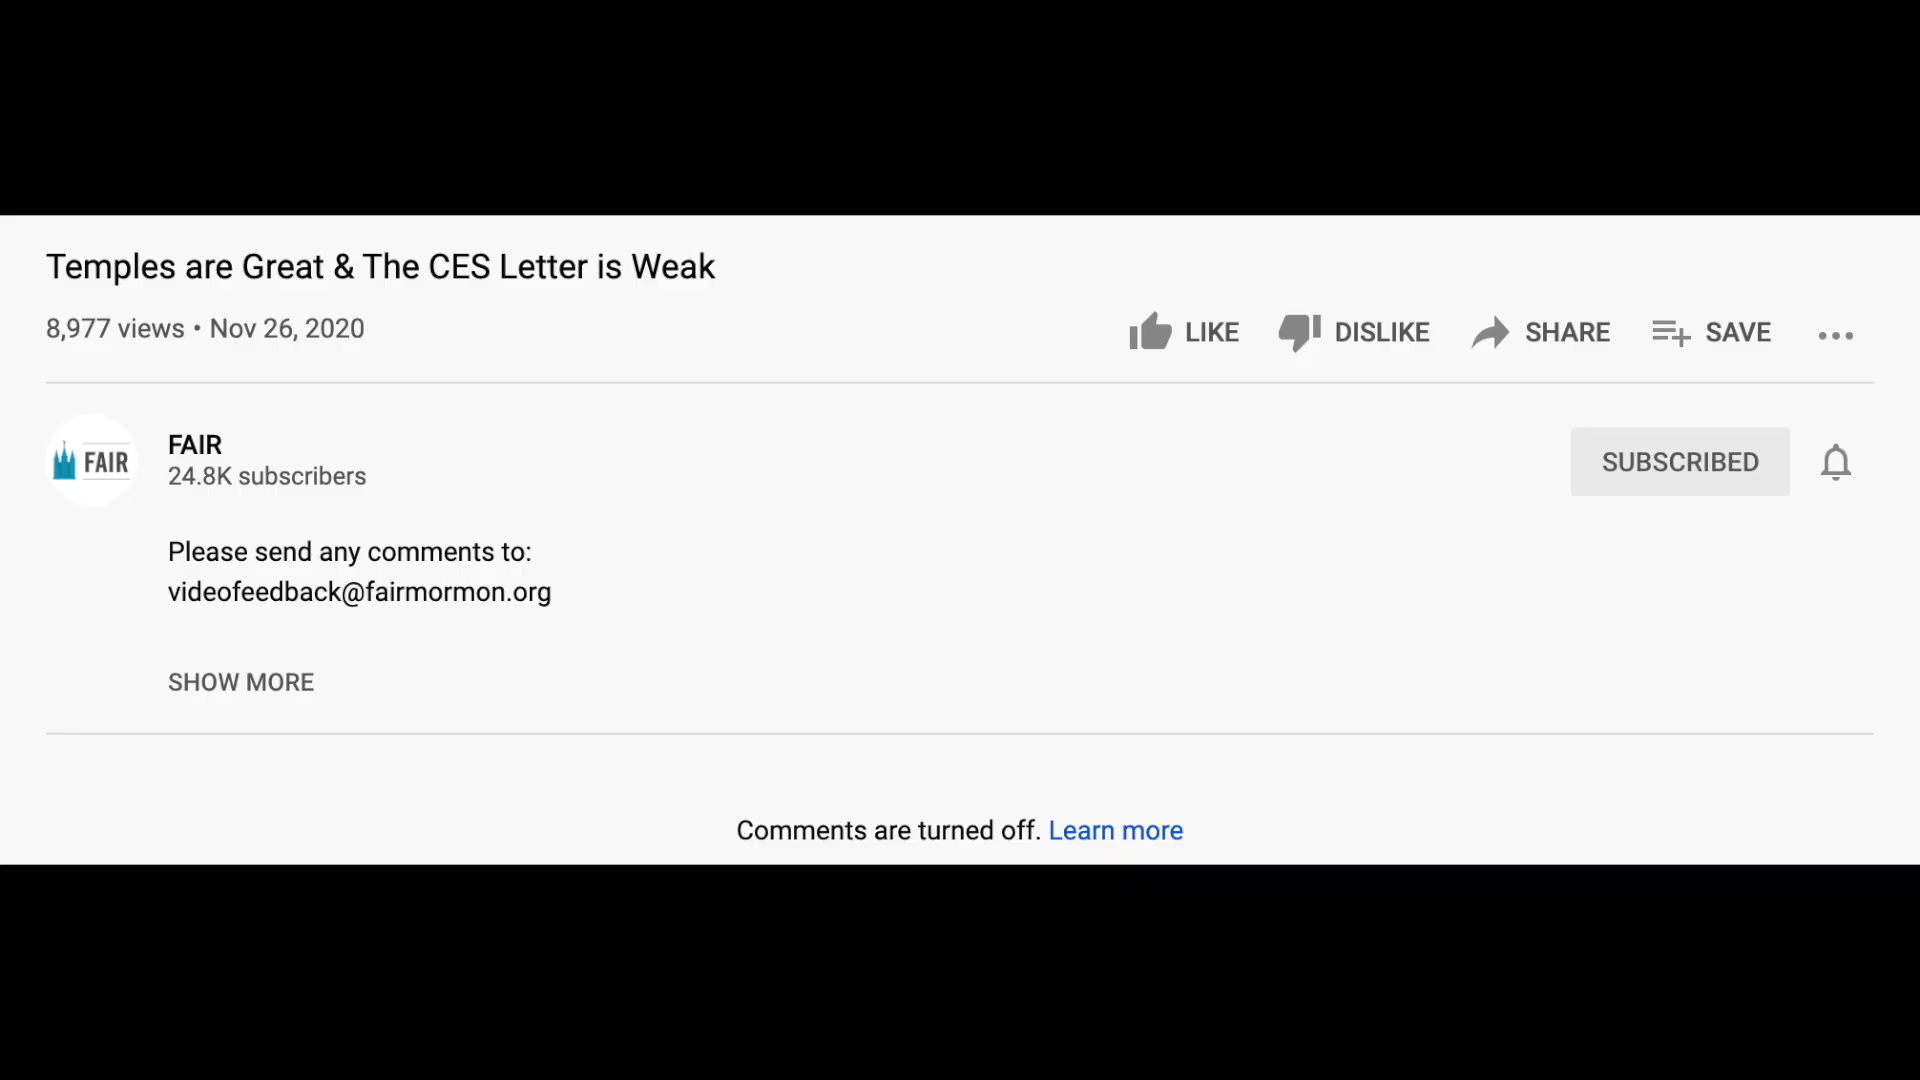 Temples are Great & The CES Letter is Weak
8,977 views • Nov 26, 2020
LIKE DISLIKE SHARE SAVE
FAIR
FAIR
24.8K subscribers
SUBSCRIBED
Please send any comments to:
videofeedback@fairmormon.org
SHOW MORE
Comments are turned off. Learn more